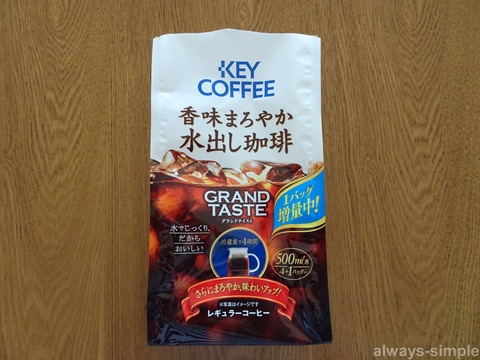 KEY
COFFEE
香味まろやか
水出し珈琲
GRAND
TASTE
グランドテイスト
1パック
増量中!
水でじっくり、
だから
おいしい
冷蔵庫で4時間
500ml用
4+1パック入
さらにまろやか、味わいアップ!
※写真はイメージです
レギュラーコーヒー
always-simple